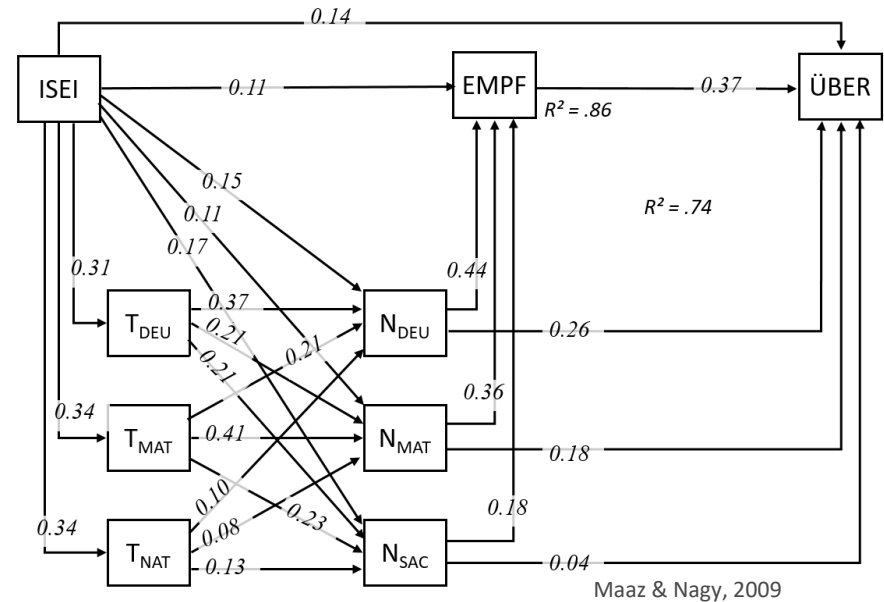 0.14
ISEI
0.11
EMPF
0.37
ÜBER
R² = .86
0.15
0.11
0.17
R² = .74
0.31
0.44
T_DEU
0.37
0.21
0.21
0.21
N_DEU
0.26
0.36
0.34
T_MAT
0.41
N_MAT
0.18
0.10
0.23
0.18
0.34
0.08
T_NAT
0.13
N_SAC
0.04
Maaz & Nagy, 2009